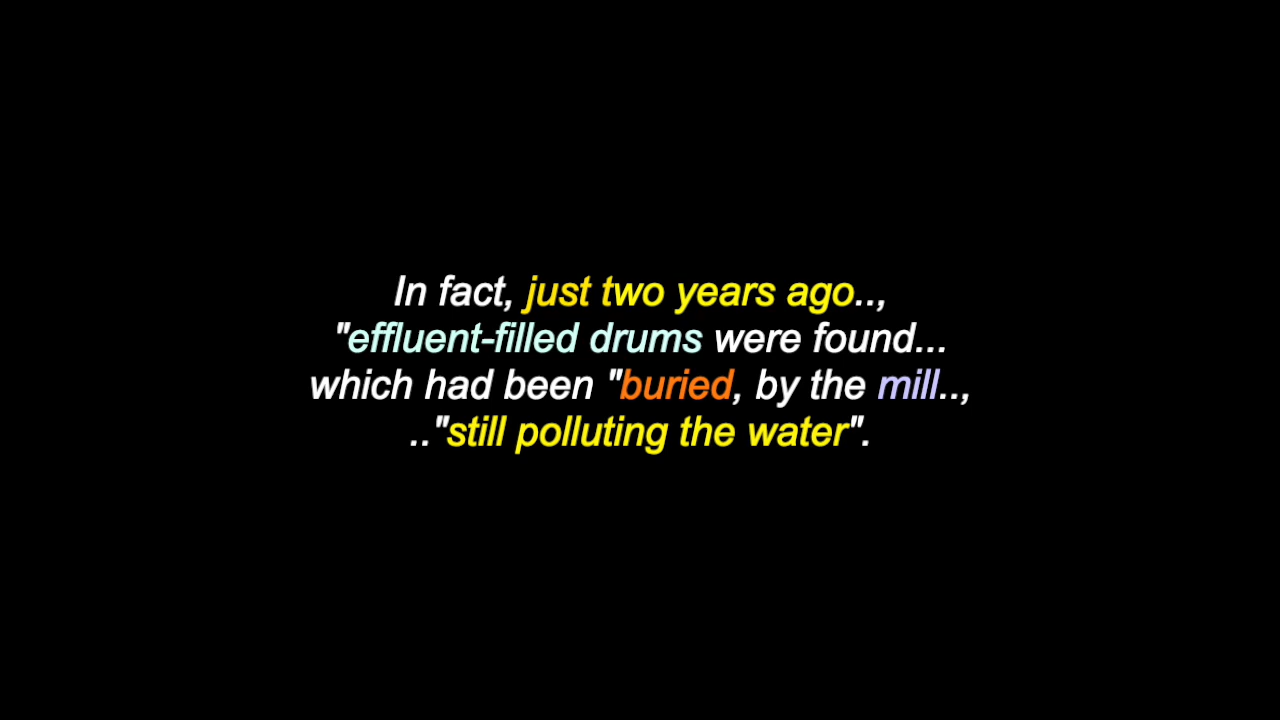 In fact, just two years ago..,
"effluent-filled drums were found...
which had been "buried, by the mill..,
.."still polluting the water".